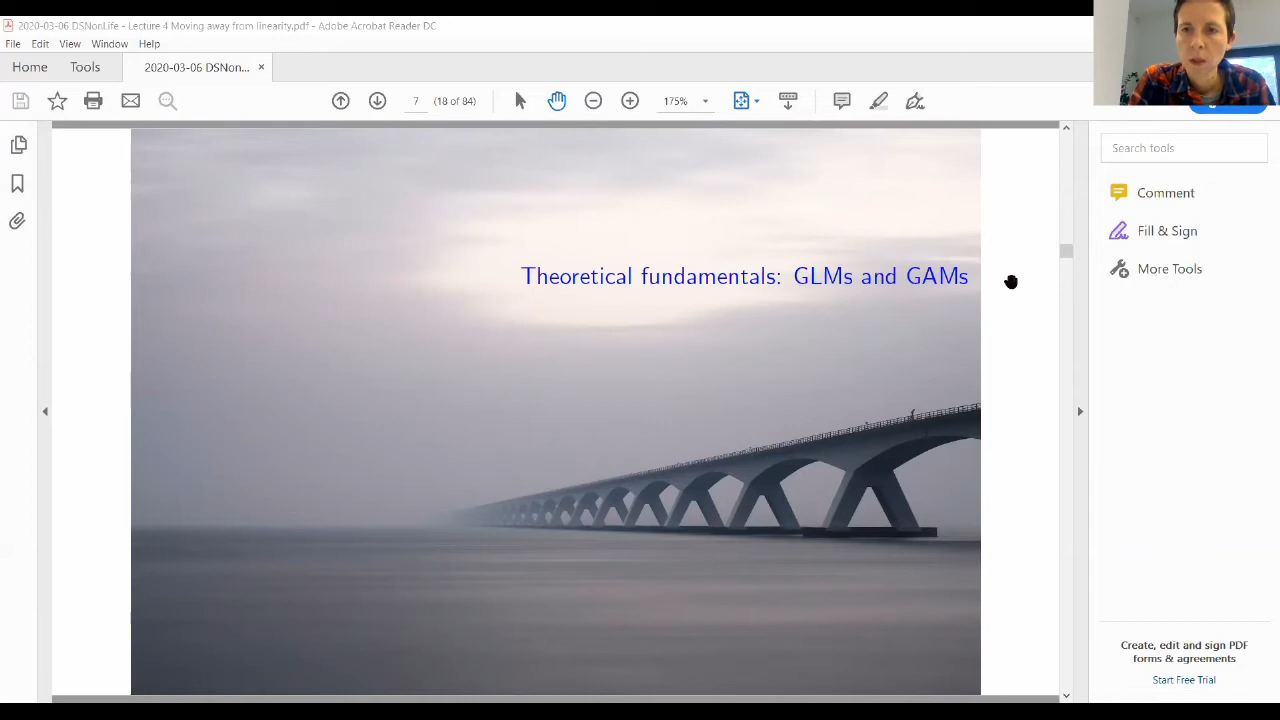 2020-03-06 DSNonLife - Lecture 4 Moving away from linearity.pdf - Adobe Acrobat Reader DC
File Edit View Window Help
Home Tools 2020-03-06 DSNon... ×
7 (18 of 84) 175%
Search tools
Comment
Fill & Sign
More Tools
Theoretical fundamentals: GLMs and GAMs
Create, edit and sign PDF
forms & agreements
Start Free Trial